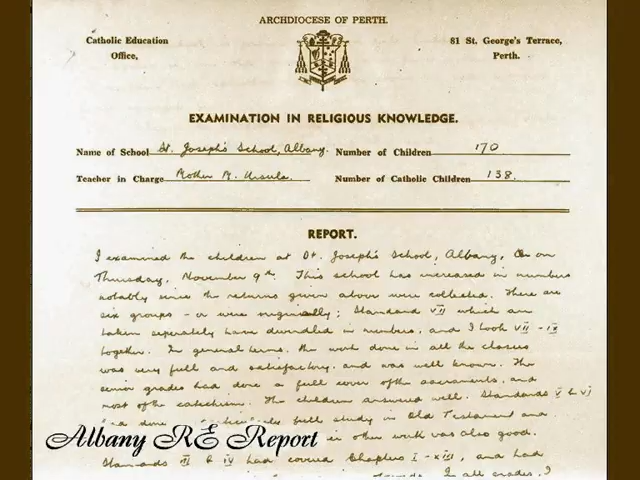 ARCHDIOCESE OF PERTH.
Catholic Education
Office,
81 St. George's Terrace,
Perth.
EXAMINATION IN RELIGIOUS KNOWLEDGE.
Name of School St. Joseph's School, Albany. Number of Children 170
Teacher in Charge Mother M. Ursula. Number of Catholic Children 138.
REPORT.
I examined the children at St. Joseph's School, Albany, on
Thursday, November 9th. This school has increased in numbers
notably since the returns given above were collected. There are
six groups - or were originally; Standard VII which are
taken separately have dwindled in numbers, and I took VII - IX
together. In general terms, the work done in all the classes
was very full and satisfactory, and was well known. The
senior grades had done a full cover of the sacraments, and
most of the catechism. The children answered well. Standards V & VI
had done full study in Old Testament and
in other work was also good.
Standards III & IV had covered Chapters I - XIII, and had
In all grades, I
Albany RE Report